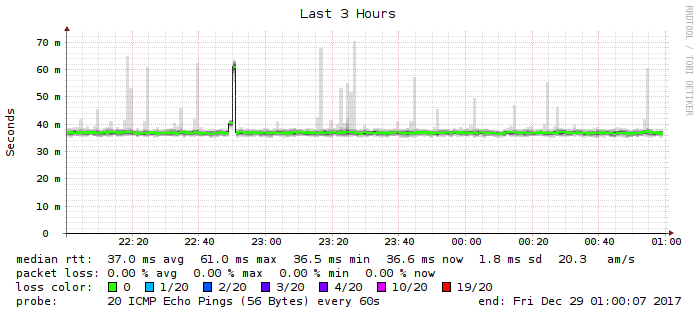 Last 3 Hours
RRDTOOL / TOBI OETIKER
Seconds
70 m
60 m
50 m
40 m
30 m
20 m
10 m
0
22:20 22:40 23:00 23:20 23:40 00:00 00:20 00:40 01:00
median rtt: 37.0 ms avg 61.0 ms max 36.5 ms min 36.6 ms now 1.8 ms sd 20.3 am/s
packet loss: 0.00 % avg 0.00 % max 0.00 % min 0.00 % now
loss color: 0 1/20 2/20 3/20 4/20 10/20 19/20
probe: 20 ICMP Echo Pings (56 Bytes) every 60s end: Fri Dec 29 01:00:07 2017